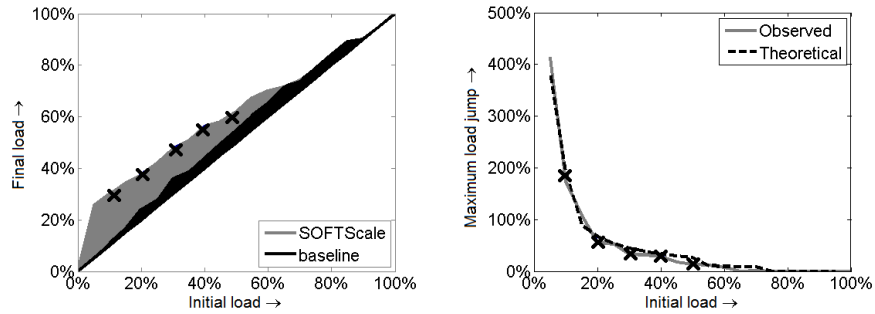 100%
80%
60%
40%
20%
0%
0% 20% 40% 60% 80% 100%
Final load →
Initial load →
SOFTScale
baseline
500%
400%
300%
200%
100%
0%
0% 20% 40% 60% 80% 100%
Maximum load jump →
Initial load →
Observed
Theoretical